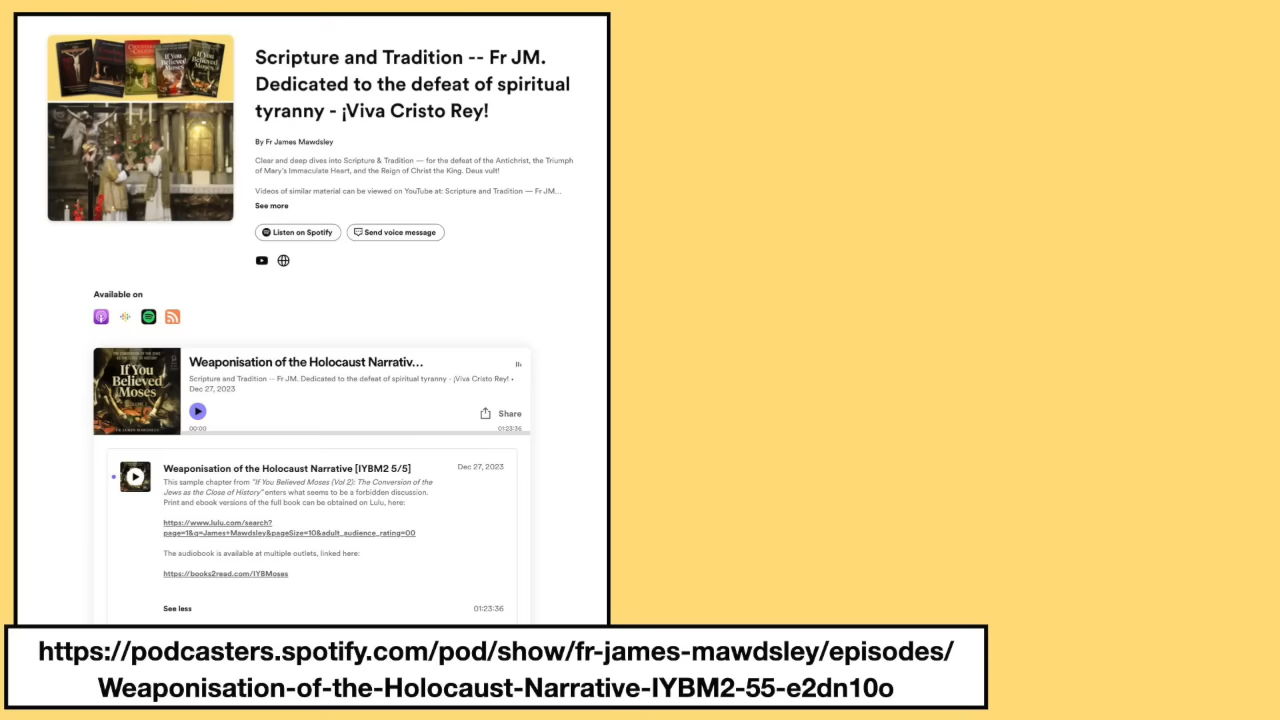 Scripture and Tradition -- Fr JM.
Dedicated to the defeat of spiritual
tyranny - ¡Viva Cristo Rey!
By Fr James Mawdsley
Clear and deep dives into Scripture & Tradition — for the defeat of the Antichrist, the Triumph
of Mary's Immaculate Heart, and the Reign of Christ the King. Deus vult!
Videos of similar material can be viewed on YouTube at: Scripture and Tradition — Fr JM...
See more
Listen on Spotify
Send voice message
Available on
If You
Believed
Moses
Weaponisation of the Holocaust Narrativ...
Scripture and Tradition -- Fr JM. Dedicated to the defeat of spiritual tyranny - ¡Viva Cristo Rey! •
Dec 27, 2023
Share
00:00
01:23:36
Weaponisation of the Holocaust Narrative [IYBM2 5/5]
Dec 27, 2023
This sample chapter from "If You Believed Moses (Vol 2): The Conversion of the
Jews as the Close of History" enters what seems to be a forbidden discussion.
Print and ebook versions of the full book can be obtained on Lulu, here:
https://www.lulu.com/search?
page=1&q=James+Mawdsley&pageSize=10&adult_audience_rating=00
The audiobook is available at multiple outlets, linked here:
https://books2read.com/IYBMoses
See less
01:23:36
https://podcasters.spotify.com/pod/show/fr-james-mawdsley/episodes/
Weaponisation-of-the-Holocaust-Narrative-IYBM2-55-e2dn10o